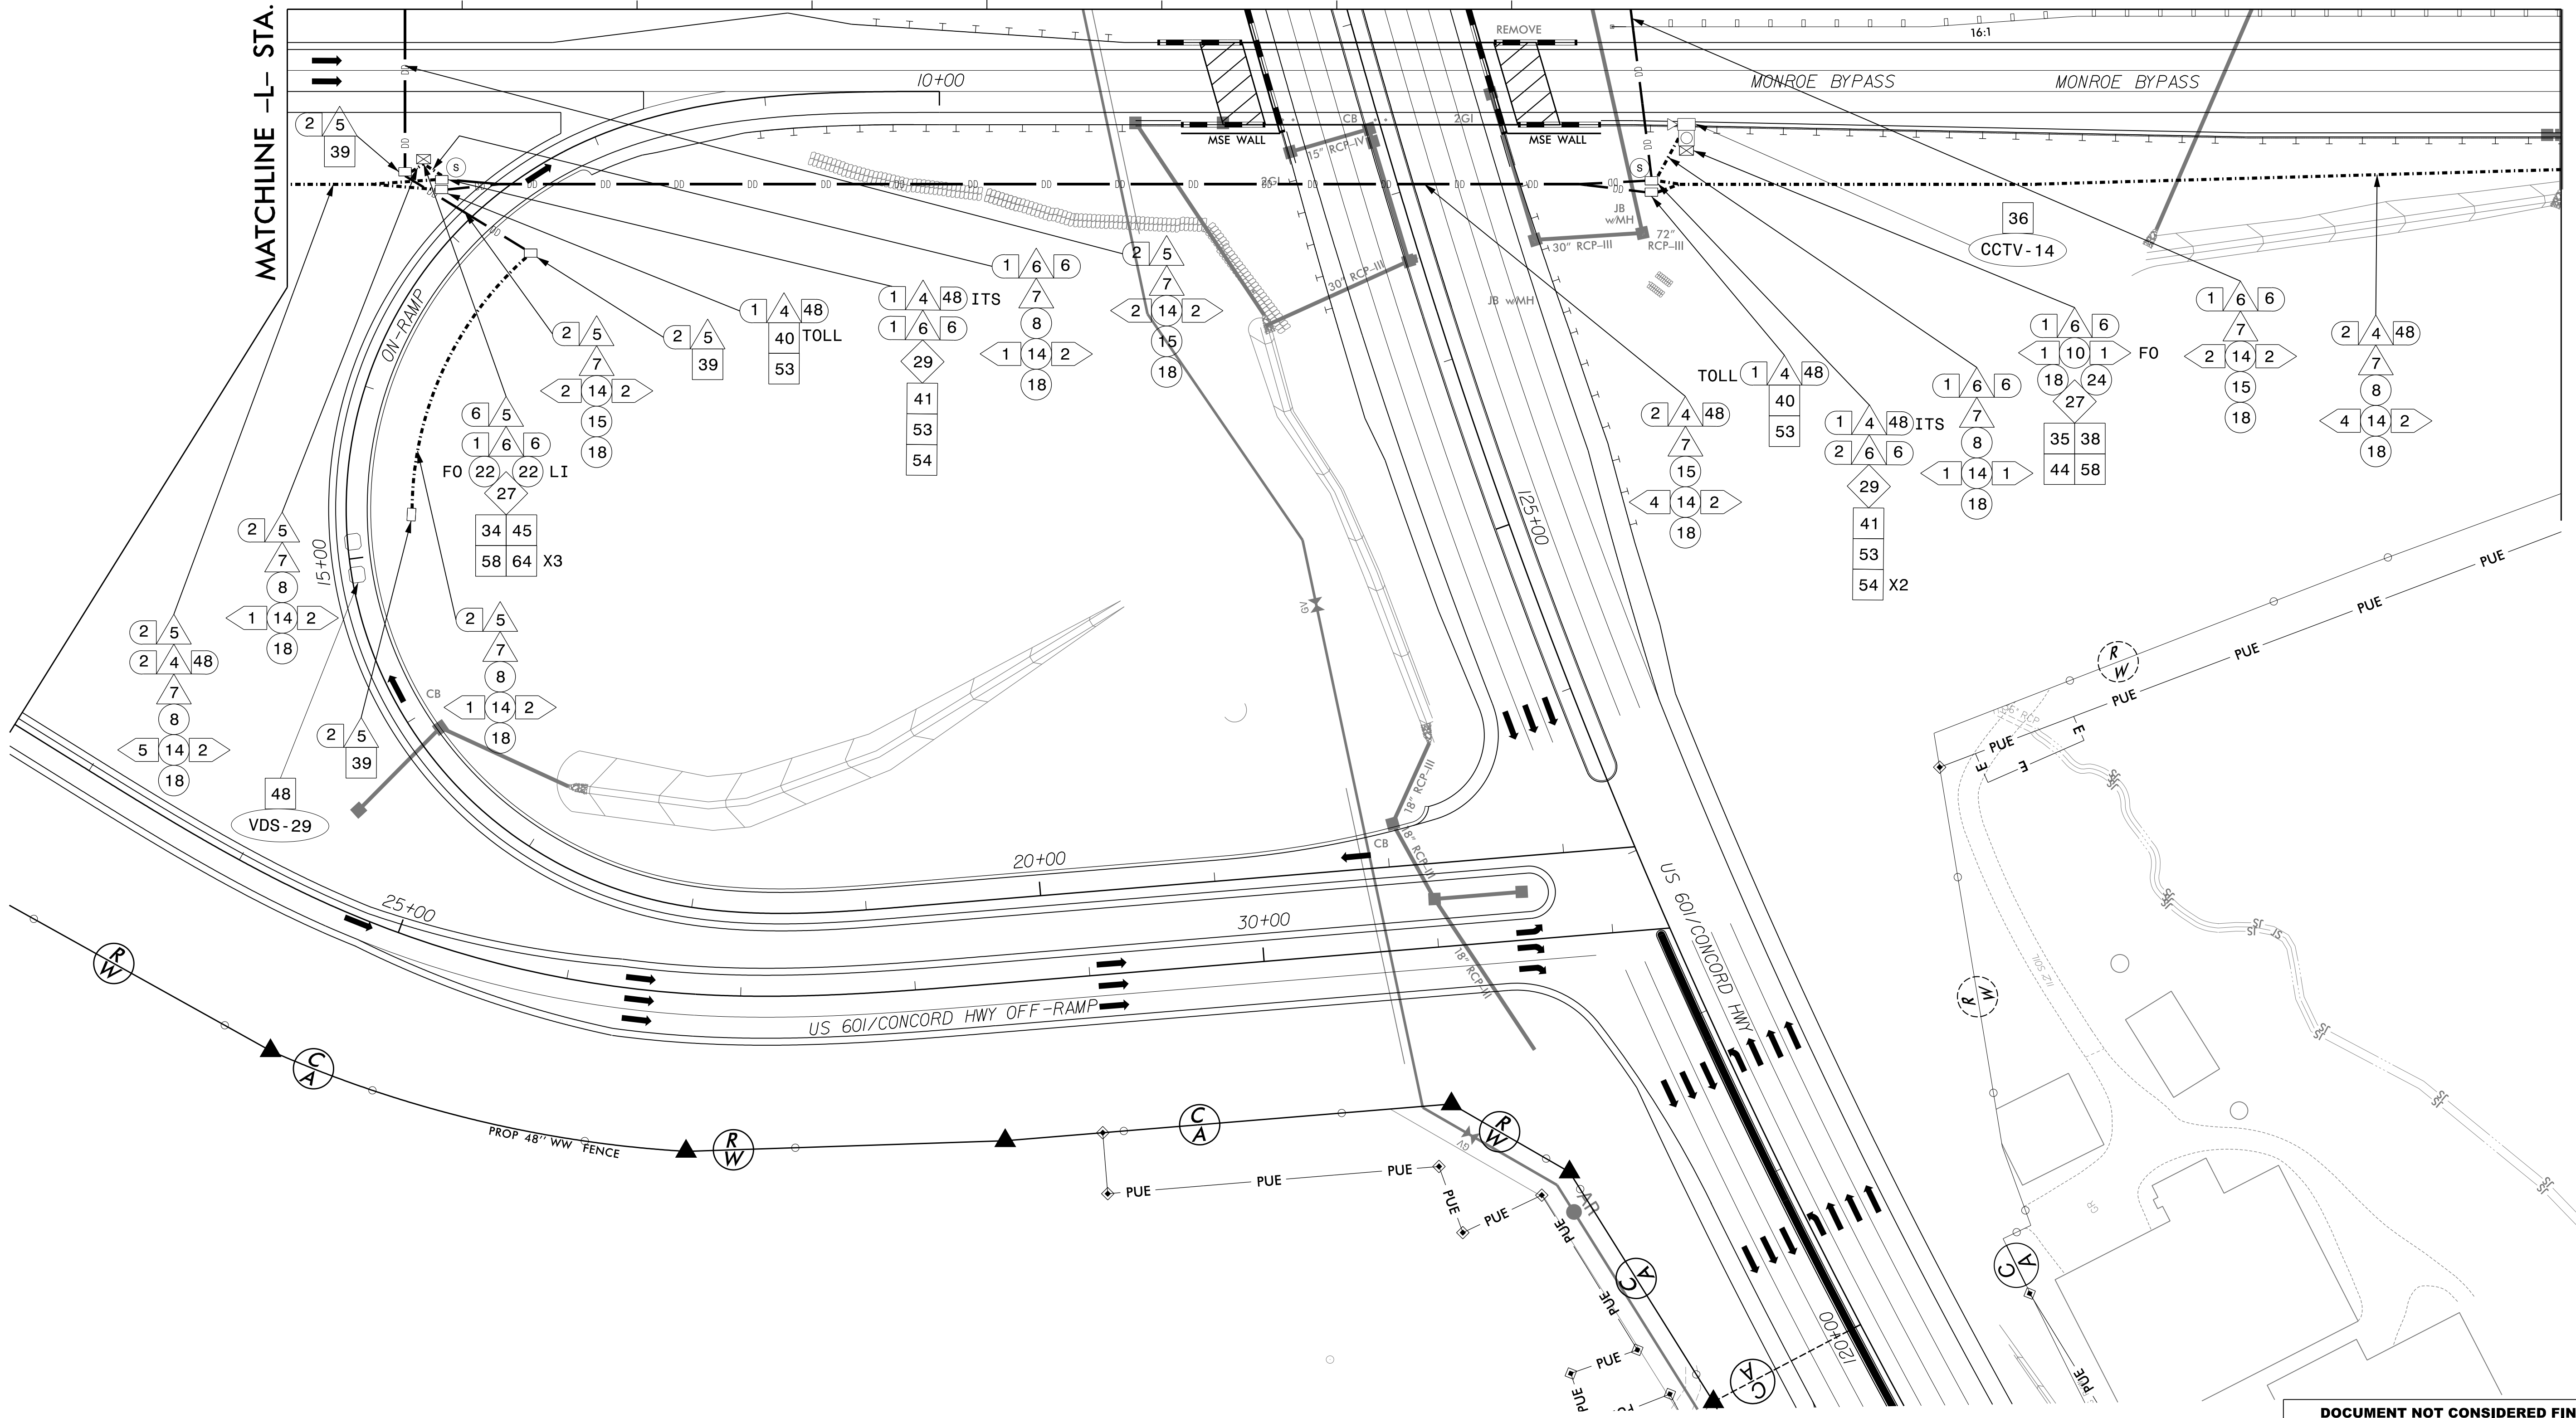 MATCHLINE -L- STA.
REMOVE
16:1
10+00
MONROE BYPASS
MONROE BYPASS
MSE WALL
MSE WALL
CB
2GI
15" RCP-IV
2GI
S
S
2 5
39
JB
w/MH
72"
RCP-III
30" RCP-III
30" RCP-III
JB w/MH
36
CCTV-14
ON-RAMP
2 5
7
2 14 2
15
18
2 5
39
1 4 48
40 TOLL
53
1 4 48 ITS
1 6 6
29
41
53
54
1 6 6
7
8
1 14 2
18
2 5
7
2 14 2
15
18
6 5
1 6 6
FO 22 22 LI
27
34 45
58 64 X3
2 4 48
7
15
4 14 2
18
TOLL 1 4 48
40
53
1 4 48 ITS
2 6 6
29
41
53
54 X2
1 6 6
7
8
1 14 1
18
1 6 6
1 10 1 FO
18 24
27
35 38
44 58
1 6 6
7
2 14 2
15
18
2 4 48
7
8
4 14 2
18
2 5
7
8
1 14 2
18
2 5
2 4 48
7
8
5 14 2
18
2 5
39
2 5
7
8
1 14 2
18
48
VDS-29
15+00
125+00
GV
CB
18" RCP-III
CB
18" RCP-III
20+00
25+00
30+00
18" RCP-III
US 601/CONCORD HWY OFF-RAMP
US 601/CONCORD HWY
PUE
PUE
PUE
PUE
PUE
R W
E
E
E
R W
12" SOIL
JS
JS
GR
R W
C A
PROP 48" WW FENCE
R W
C A
R W
GV
PUE
PUE
PUE
PUE
PUE
PUE
PUE
C A
C A
PUE
PUE
120+00
C A
PUE
DOCUMENT NOT CONSIDERED FIN